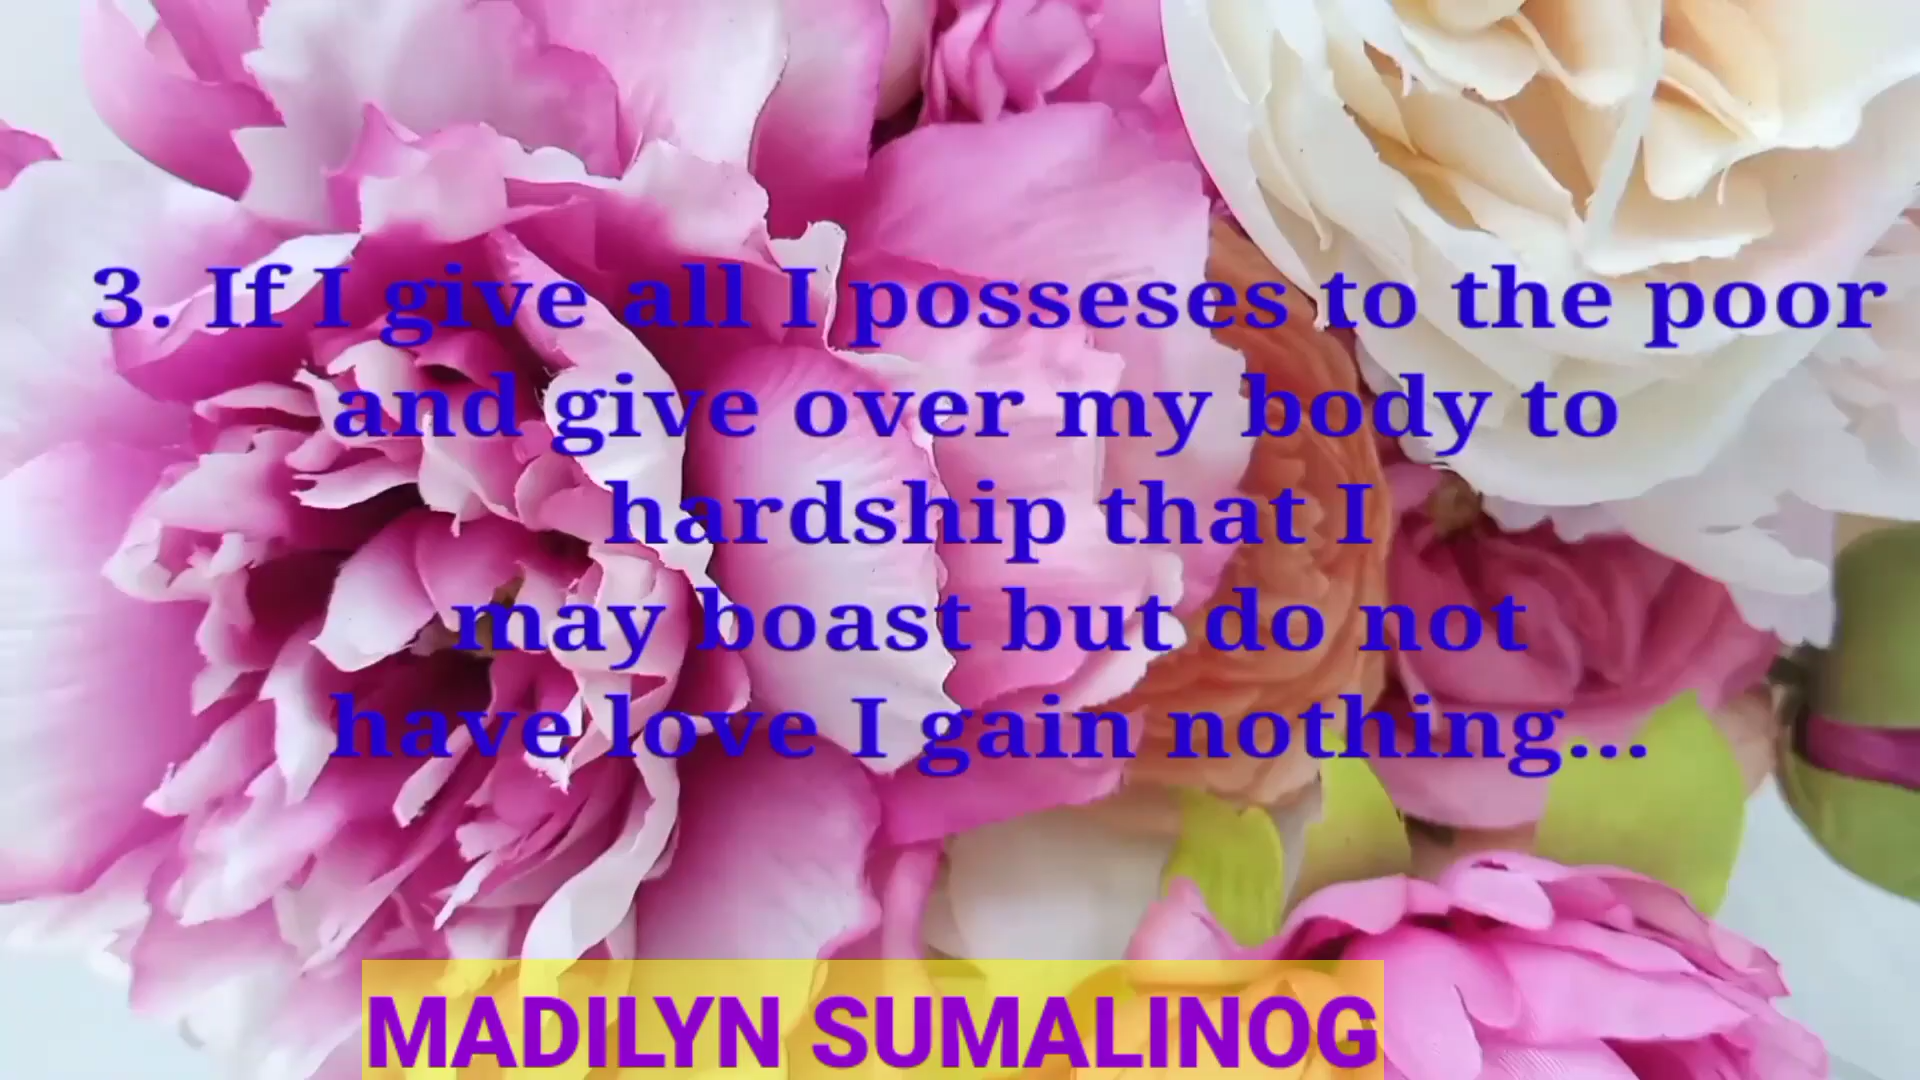 3. If I give all I posseses to the poor
and give over my body to
hardship that I
may boast but do not
have love I gain nothing...
MADILYN SUMALINOG